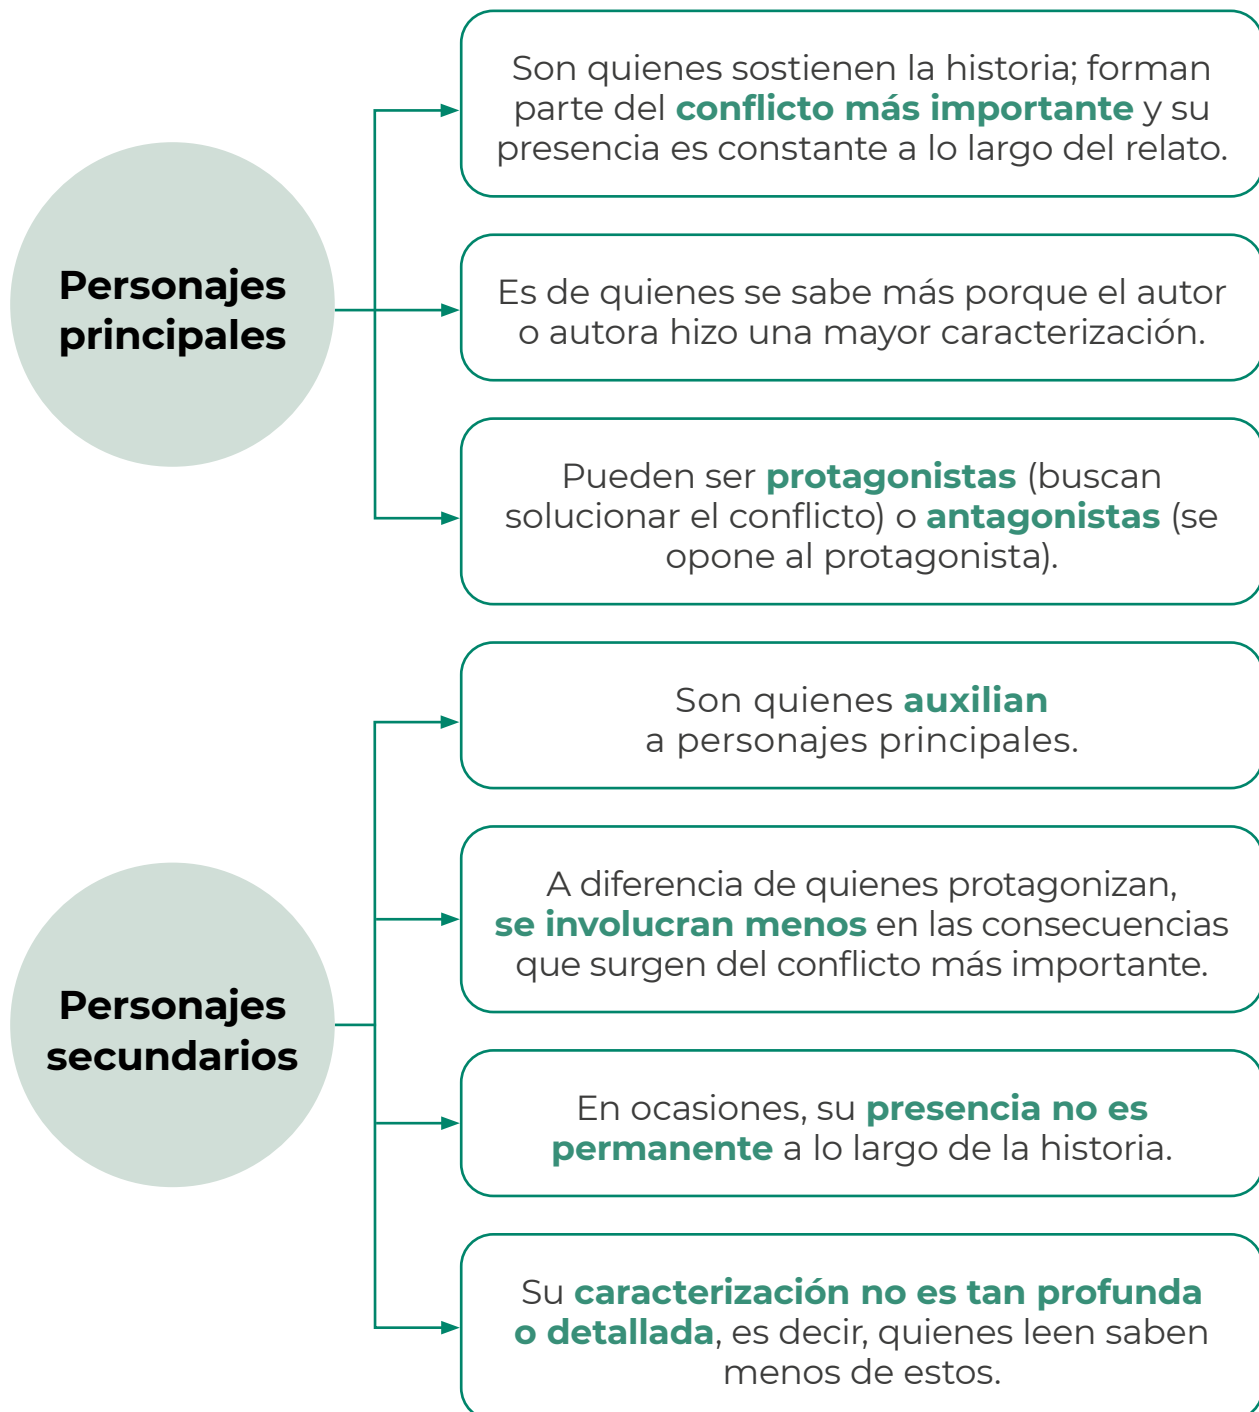 Personajes
principales
Son quienes sostienen la historia; forman
parte del conflicto más importante y su
presencia es constante a lo largo del relato.
Es de quienes se sabe más porque el autor
o autora hizo una mayor caracterización.
Pueden ser protagonistas (buscan
solucionar el conflicto) o antagonistas (se
opone al protagonista).
Personajes
secundarios
Son quienes auxilian
a personajes principales.
A diferencia de quienes protagonizan,
se involucran menos en las consecuencias
que surgen del conflicto más importante.
En ocasiones, su presencia no es
permanente a lo largo de la historia.
Su caracterización no es tan profunda
o detallada, es decir, quienes leen saben
menos de estos.